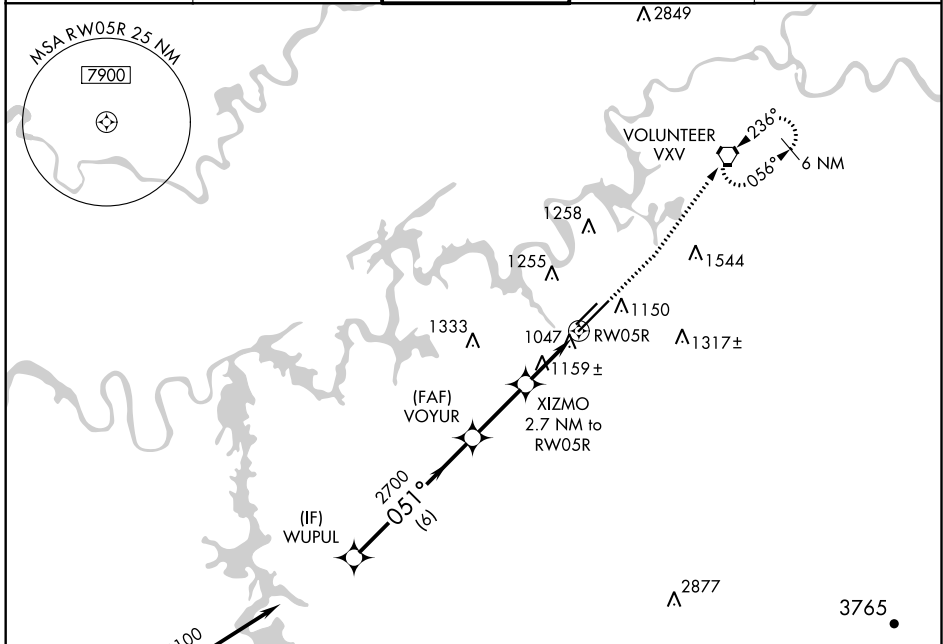 MSA RW05R 25 NM
7900
2849
VOLUNTEER
VXV
236°
056°
6 NM
1258
1255
1544
1150
1333
1047
RW05R
1317±
1159±
(FAF)
VOYUR
XIZMO
2.7 NM to
RW05R
2700
051°
(6)
(IF)
WUPUL
2877
3765